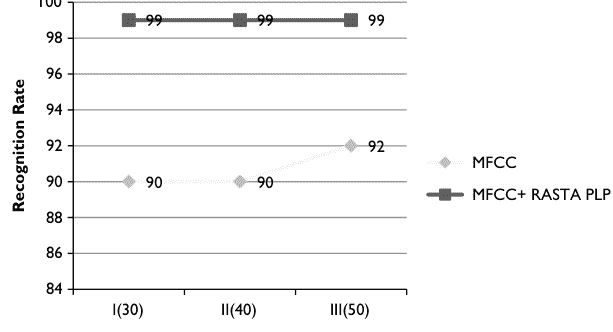 100
99 99 99
98
96
94
92
92
90
90 90
88
86
84
I(30) II(40) III(50)
Recognition Rate
MFCC
MFCC+ RASTA PLP